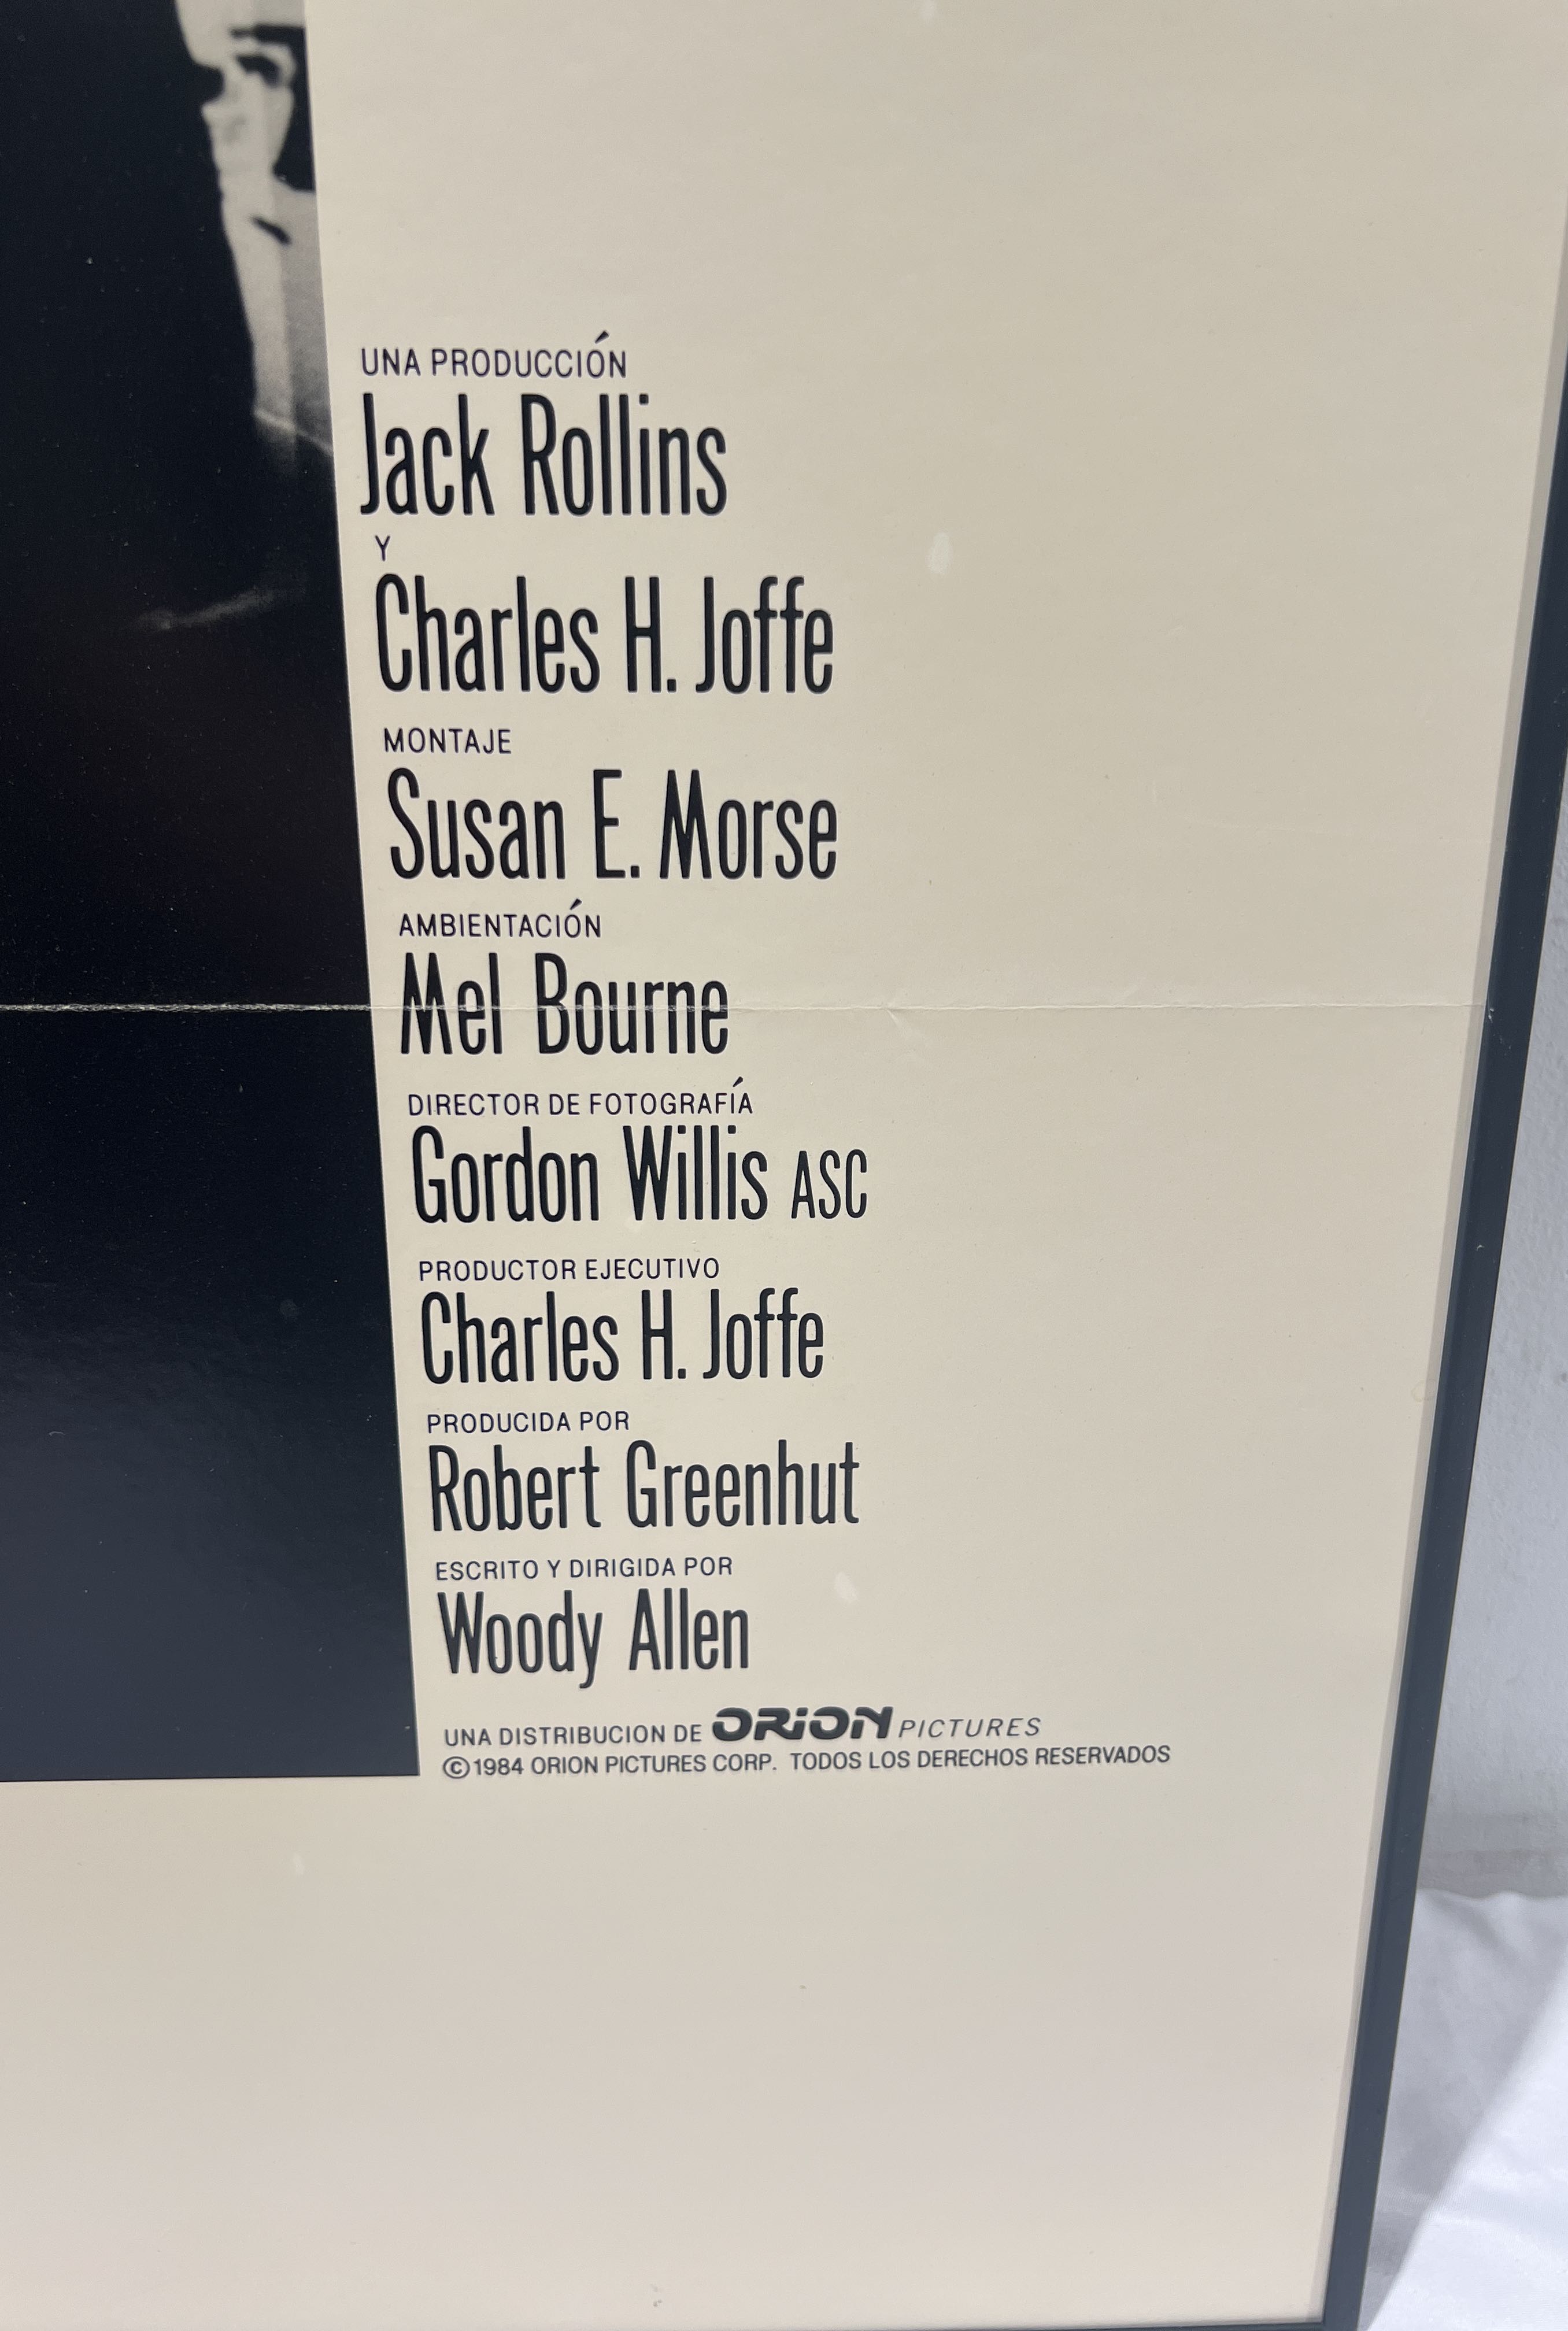 UNA PRODUCCIÓN
Jack Rollins
Y
Charles H. Joffe
MONTAJE
Susan E. Morse
AMBIENTACIÓN
Mel Bourne
DIRECTOR DE FOTOGRAFÍA
Gordon Willis ASC
PRODUCTOR EJECUTIVO
Charles H. Joffe
PRODUCIDA POR
Robert Greenhut
ESCRITO Y DIRIGIDA POR
Woody Allen
UNA DISTRIBUCION DE ORION PICTURES
©1984 ORION PICTURES CORP. TODOS LOS DERECHOS RESERVADOS